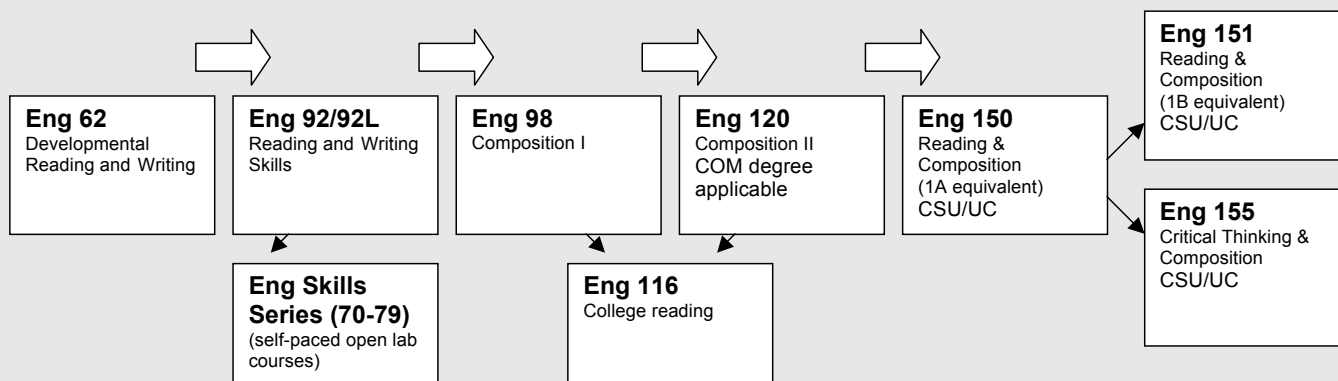 Eng 62
Developmental
Reading and Writing
Eng 92/92L
Reading and Writing
Skills
Eng 98
Composition I
Eng 120
Composition II
COM degree
applicable
Eng 150
Reading &
Composition
(1A equivalent)
CSU/UC
Eng 151
Reading &
Composition
(1B equivalent)
CSU/UC
Eng 155
Critical Thinking &
Composition
CSU/UC
Eng Skills
Series (70-79)
(self-paced open lab
courses)
Eng 116
College reading